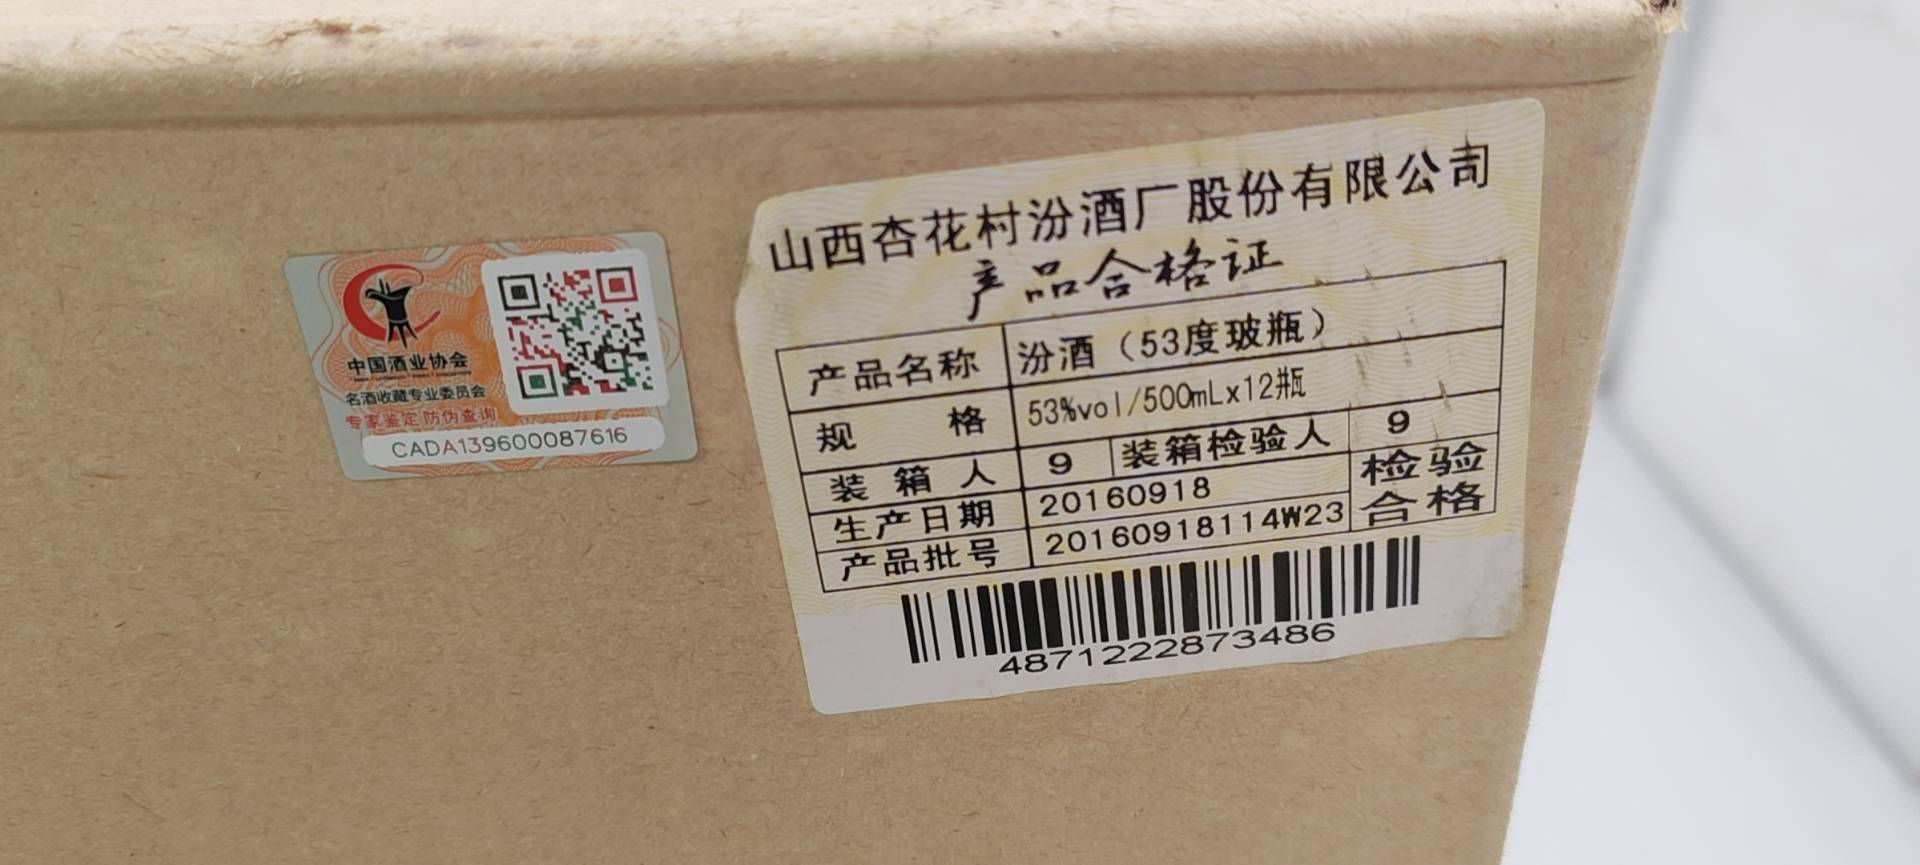 中国酒业协会
名酒收藏专业委员会
专家鉴定 防伪查询
CADA139600087616
山西杏花村汾酒厂股份有限公司
产品合格证
产品名称 汾酒（53度玻瓶）
规 格 53%vol/500mLx12瓶
装 箱 人 9 装箱检验人 9
生产日期 20160918 检验
产品批号 20160918114W23 合格
4871222873486